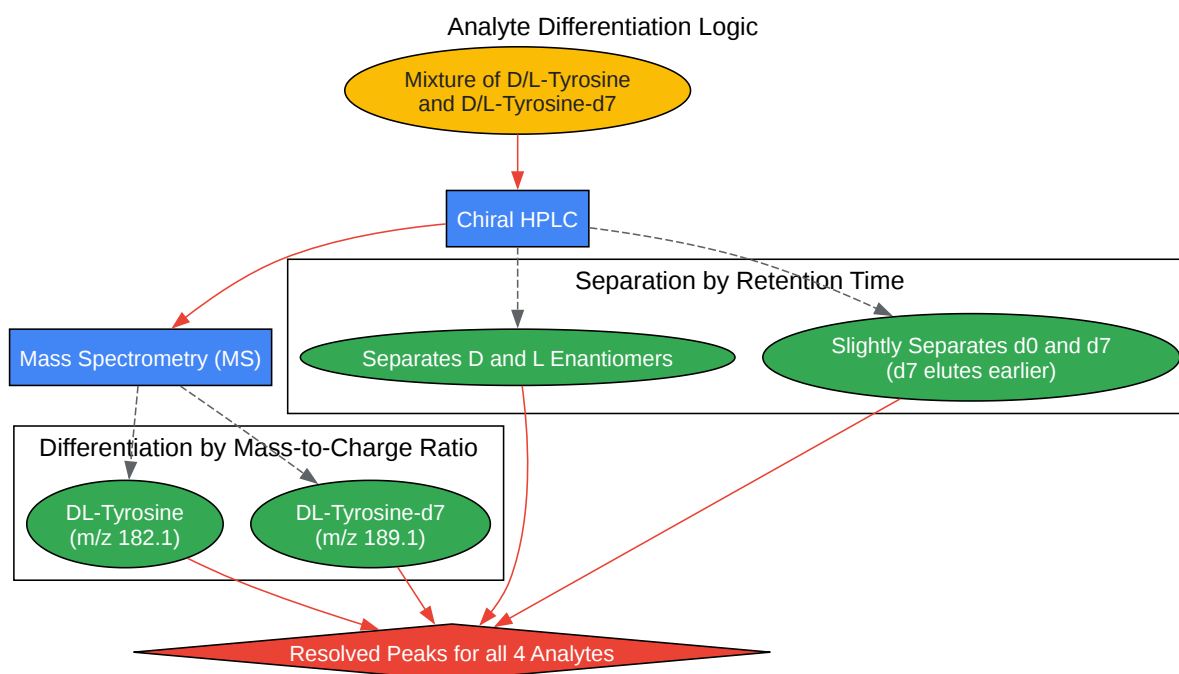 Analyte Differentiation Logic
Mixture of D/L-Tyrosine
and D/L-Tyrosine-d7
Chiral HPLC
Separation by Retention Time
Mass Spectrometry (MS)
Separates D and L Enantiomers
Slightly Separates d0 and d7
(d7 elutes earlier)
Differentiation by Mass-to-Charge Ratio
DL-Tyrosine
(m/z 182.1)
DL-Tyrosine-d7
(m/z 189.1)
Resolved Peaks for all 4 Analytes